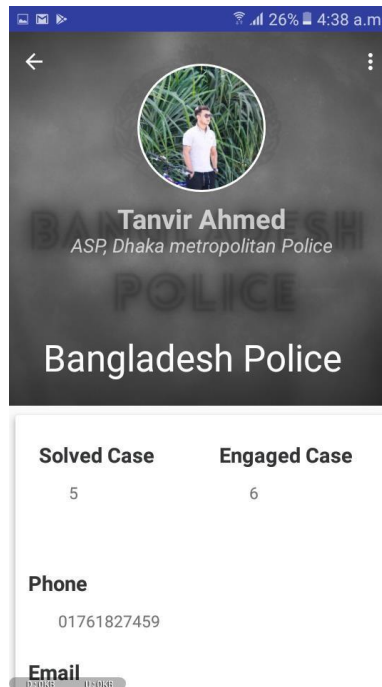 26% 4:38 a.m
BANGLADESH
POLICE
Tanvir Ahmed
ASP, Dhaka metropolitan Police
Bangladesh Police
Solved Case Engaged Case
5 6
Phone
01761827459
Email